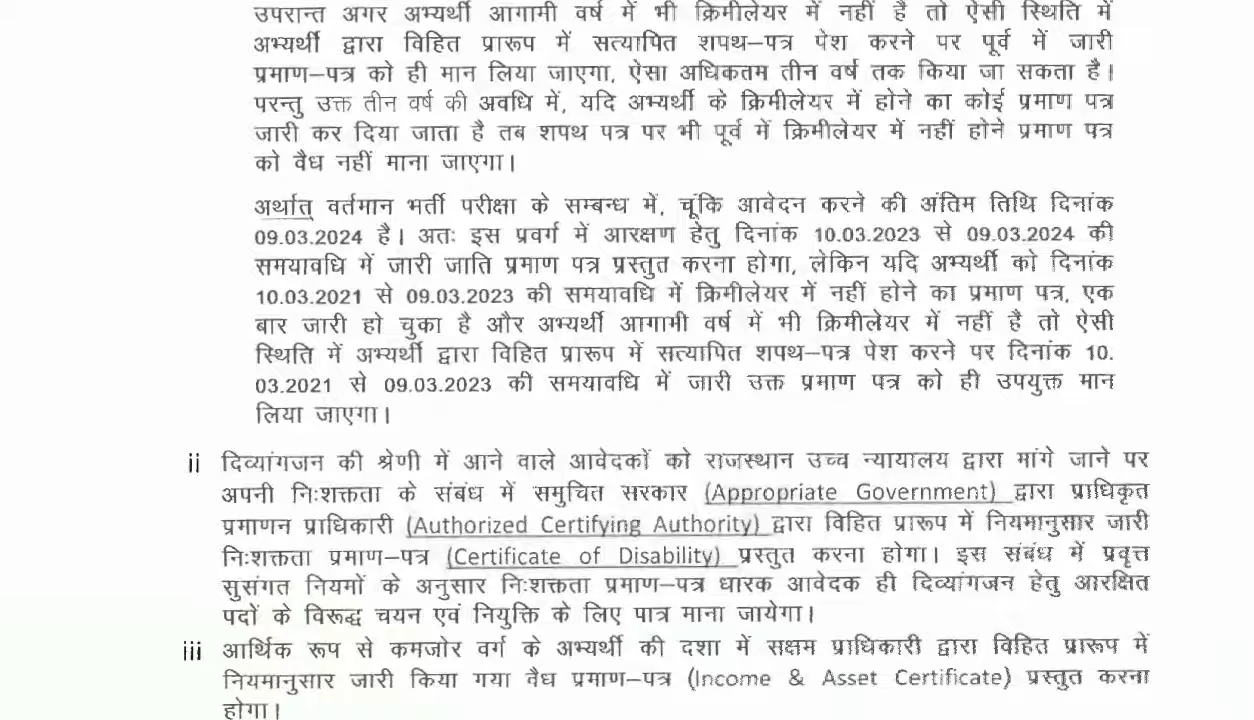 उपरान्त अगर अभ्यर्थी आगामी वर्ष में भी क्रिमीलेयर में नहीं है तो ऐसी स्थिति में
अभ्यर्थी द्वारा विहित प्रारूप में सत्यापित शपथ–पत्र पेश करने पर पूर्व में जारी
प्रमाण–पत्र को ही मान लिया जाएगा, ऐसा अधिकतम तीन वर्ष तक किया जा सकता है।
परन्तु उक्त तीन वर्ष की अवधि में, यदि अभ्यर्थी के क्रिमीलेयर में होने का कोई प्रमाण पत्र
जारी कर दिया जाता है तब शपथ पत्र पर भी पूर्व में क्रिमीलेयर में नहीं होने प्रमाण पत्र
को वैध नहीं माना जाएगा।
अर्थात् वर्तमान भर्ती परीक्षा के सम्बन्ध में, चूंकि आवेदन करने की अंतिम तिथि दिनांक
09.03.2024 है। अतः इस प्रवर्ग में आरक्षण हेतु दिनांक 10.03.2023 से 09.03.2024 की
समयावधि में जारी जाति प्रमाण पत्र प्रस्तुत करना होगा, लेकिन यदि अभ्यर्थी को दिनांक
10.03.2021 से 09.03.2023 की समयावधि में क्रिमीलेयर में नहीं होने का प्रमाण पत्र, एक
बार जारी हो चुका है और अभ्यर्थी आगामी वर्ष में भी क्रिमीलेयर में नहीं है तो ऐसी
स्थिति में अभ्यर्थी द्वारा विहित प्रारूप में सत्यापित शपथ–पत्र पेश करने पर दिनांक 10.
03.2021 से 09.03.2023 की समयावधि में जारी उक्त प्रमाण पत्र को ही उपयुक्त मान
लिया जाएगा।
ii दिव्यांगजन की श्रेणी में आने वाले आवेदकों को राजस्थान उच्च न्यायालय द्वारा मांगे जाने पर
अपनी निःशक्तता के संबंध में समुचित सरकार (Appropriate Government) द्वारा प्राधिकृत
प्रमाणन प्राधिकारी (Authorized Certifying Authority) द्वारा विहित प्रारूप में नियमानुसार जारी
निःशक्तता प्रमाण–पत्र (Certificate of Disability) प्रस्तुत करना होगा। इस संबंध में प्रवृत्त
सुसंगत नियमों के अनुसार निःशक्तता प्रमाण–पत्र धारक आवेदक ही दिव्यांगजन हेतु आरक्षित
पदों के विरूद्ध चयन एवं नियुक्ति के लिए पात्र माना जायेगा।
iii आर्थिक रूप से कमजोर वर्ग के अभ्यर्थी की दशा में सक्षम प्राधिकारी द्वारा विहित प्रारूप में
नियमानुसार जारी किया गया वैध प्रमाण–पत्र (Income & Asset Certificate) प्रस्तुत करना
होगा।